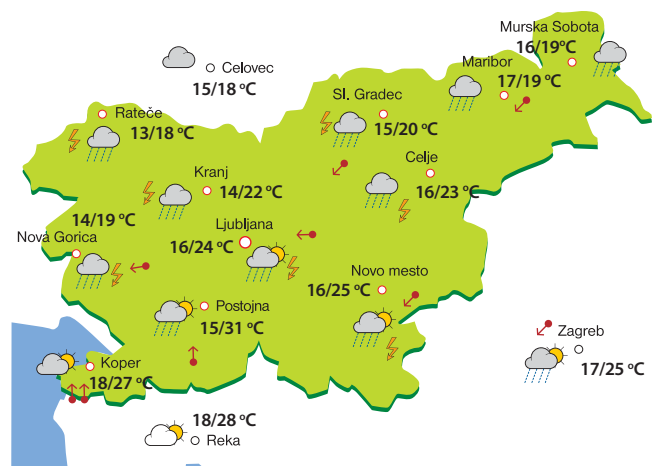 Murska Sobota
16/19°C
Maribor
17/19 °C
Celovec
15/18 °C
Sl. Gradec
15/20 °C
Rateče
13/18 °C
Celje
16/23 °C
Kranj
14/22 °C
14/19 °C
Nova Gorica
Ljubljana
16/24 °C
Novo mesto
16/25 °C
Postojna
15/31 °C
Zagreb
17/25 °C
Koper
18/27 °C
18/28 °C
Reka